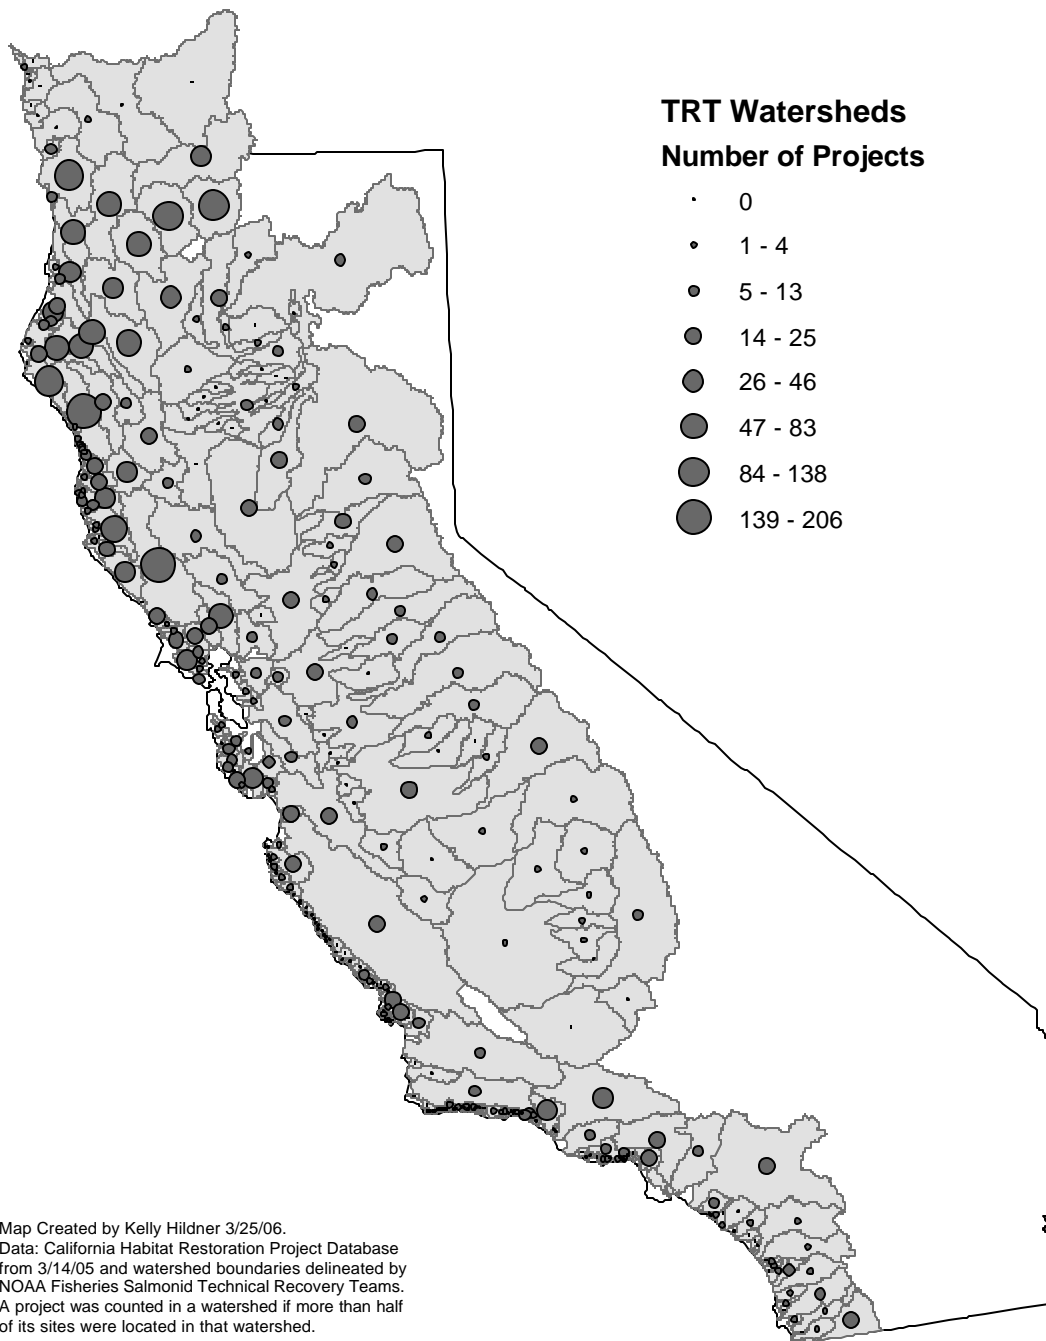 TRT Watersheds
Number of Projects
0
1 - 4
5 - 13
14 - 25
26 - 46
47 - 83
84 - 138
139 - 206
Map Created by Kelly Hildner 3/25/06.
Data: California Habitat Restoration Project Database
from 3/14/05 and watershed boundaries delineated by
NOAA Fisheries Salmonid Technical Recovery Teams.
A project was counted in a watershed if more than half
of its sites were located in that watershed.